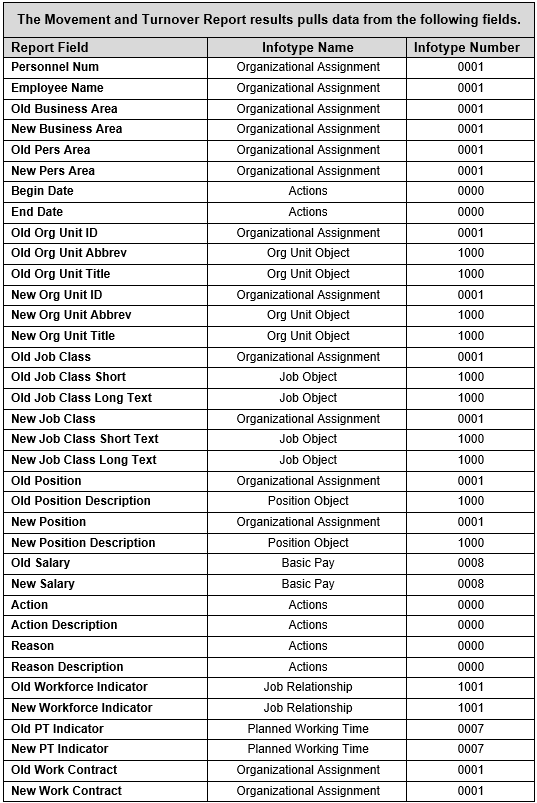 The Movement and Turnover Report results pulls data from the following fields.
Report Field Infotype Name Infotype Number
Personnel Num Organizational Assignment 0001
Employee Name Organizational Assignment 0001
Old Business Area Organizational Assignment 0001
New Business Area Organizational Assignment 0001
Old Pers Area Organizational Assignment 0001
New Pers Area Organizational Assignment 0001
Begin Date Actions 0000
End Date Actions 0000
Old Org Unit ID Organizational Assignment 0001
Old Org Unit Abbrev Org Unit Object 1000
Old Org Unit Title Org Unit Object 1000
New Org Unit ID Organizational Assignment 0001
New Org Unit Abbrev Org Unit Object 1000
New Org Unit Title Org Unit Object 1000
Old Job Class Organizational Assignment 0001
Old Job Class Short Job Object 1000
Old Job Class Long Text Job Object 1000
New Job Class Organizational Assignment 0001
New Job Class Short Text Job Object 1000
New Job Class Long Text Job Object 1000
Old Position Organizational Assignment 0001
Old Position Description Position Object 1000
New Position Organizational Assignment 0001
New Position Description Position Object 1000
Old Salary Basic Pay 0008
New Salary Basic Pay 0008
Action Actions 0000
Action Description Actions 0000
Reason Actions 0000
Reason Description Actions 0000
Old Workforce Indicator Job Relationship 1001
New Workforce Indicator Job Relationship 1001
Old PT Indicator Planned Working Time 0007
New PT Indicator Planned Working Time 0007
Old Work Contract Organizational Assignment 0001
New Work Contract Organizational Assignment 0001